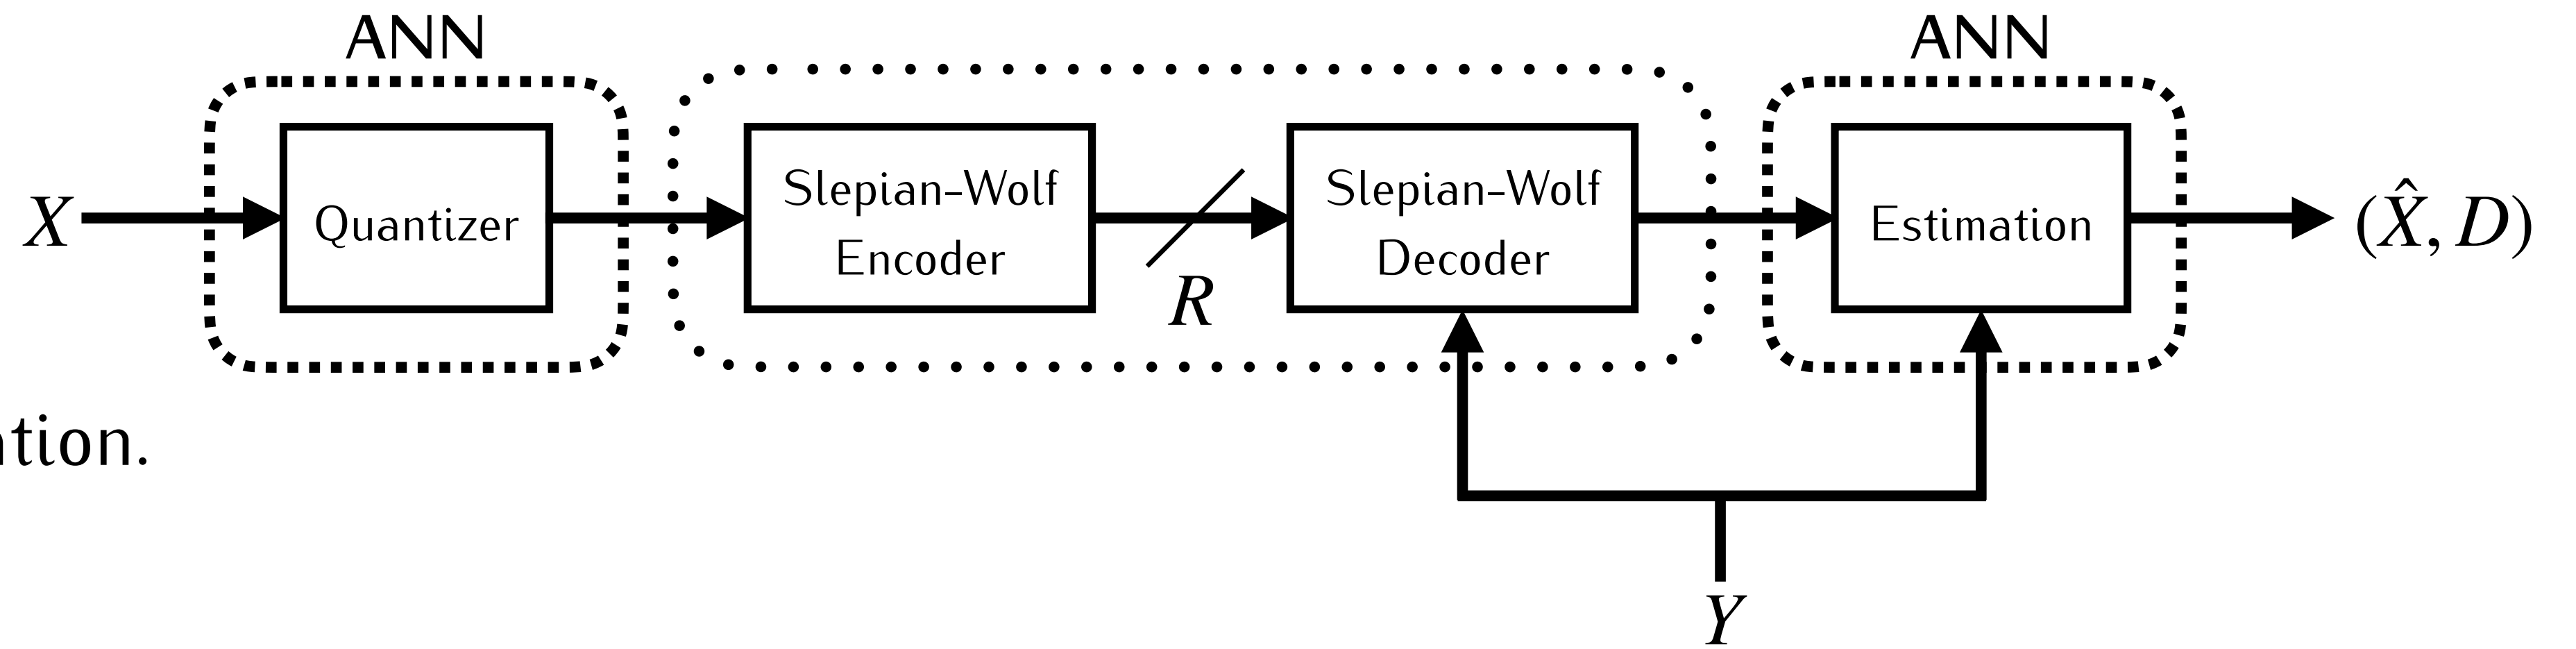 ANN
ANN
X
Quantizer
Slepian-Wolf
Encoder
R
Slepian-Wolf
Decoder
Estimation
(X̂, D)
Y